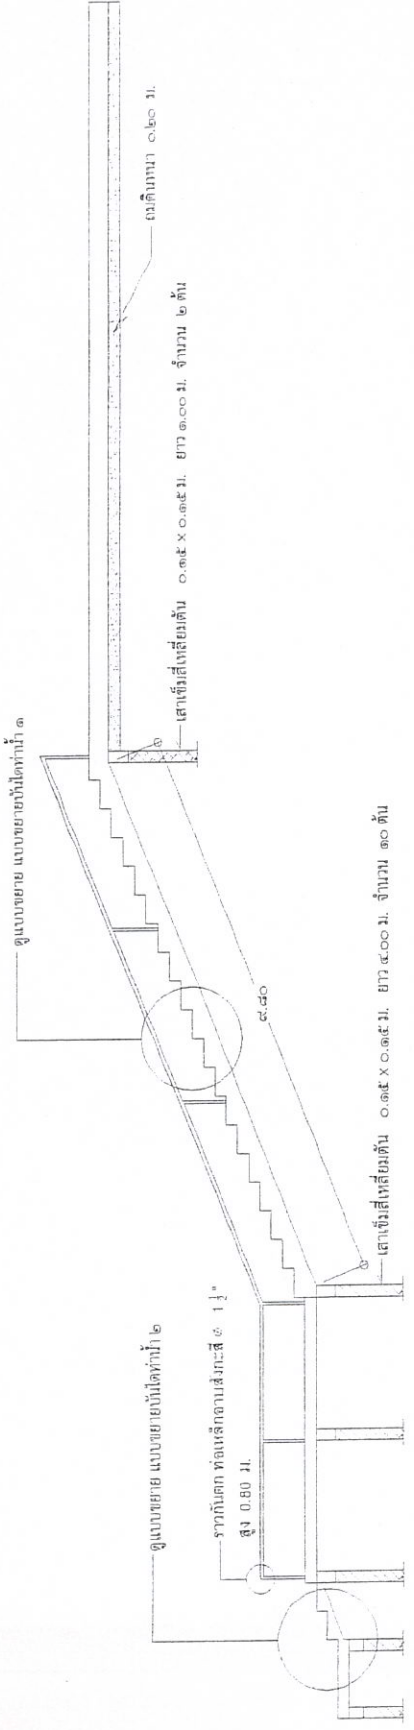 ดูแบบขยาย แบบขยายบันไดท่าน้ำ ๒
ราวกันตก ท่อเหล็กอาบสังกะสี ø 1 ½"
สูง 0.80 ม.
ดูแบบขยาย แบบขยายบันไดท่าน้ำ ๑
๔.๘๐
เสาเข็มสี่เหลี่ยมตัน ๐.๑๕ X ๐.๑๕ ม. ยาว ๔.๐๐ ม. จำนวน ๑๐ ต้น
เสาเข็มสี่เหลี่ยมตัน ๐.๑๕ X ๐.๑๕ ม. ยาว ๑.๐๐ ม. จำนวน ๒ ต้น
ถมดินหนา ๐.๒๐ ม.